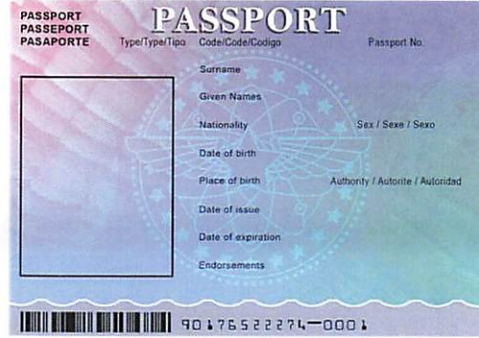 PASSPORT
PASSEPORT
PASAPORTE
PASSPORT
Type/Type/Tipo Code/Code/Codigo Passport No.
Surname
Given Names
Nationality Sex / Sexe / Sexo
Date of birth
Place of birth Authority / Autorite / Autoridad
Date of issue
Date of expiration
Endorsements
90176522274-0001